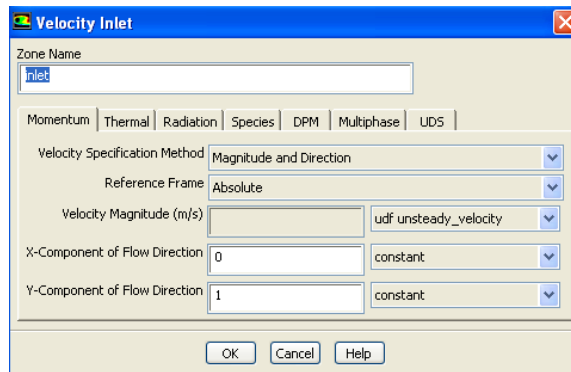 Velocity Inlet
Zone Name
inlet
Momentum Thermal Radiation Species DPM Multiphase UDS
Velocity Specification Method Magnitude and Direction
Reference Frame Absolute
Velocity Magnitude (m/s) udf unsteady_velocity
X-Component of Flow Direction 0 constant
Y-Component of Flow Direction 1 constant
OK Cancel Help